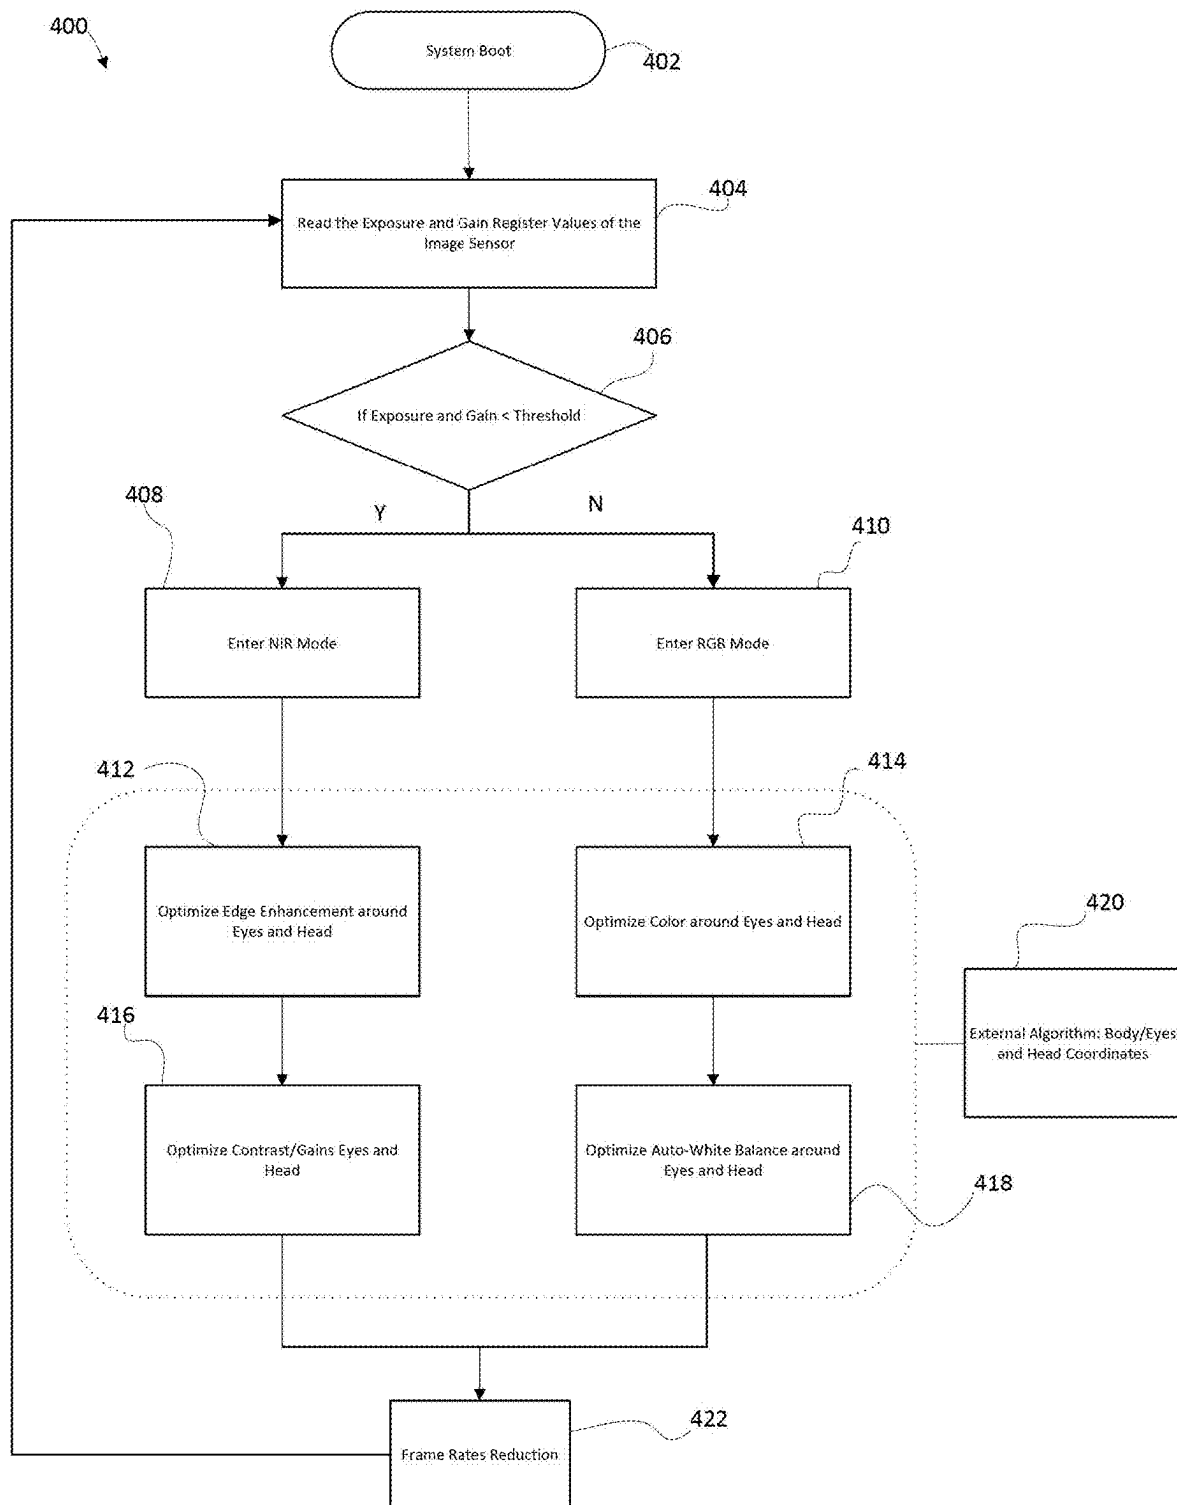 400
System Boot
402
404
Read the Exposure and Gain Register Values of the
Image Sensor
406
If Exposure and Gain < Threshold
408
Y
N
410
Enter NIR Mode
Enter RGB Mode
412
414
Optimize Edge Enhancement around
Eyes and Head
Optimize Color around Eyes and Head
420
416
External Algorithm: Body/Eyes
and Head Coordinates
Optimize Contrast/Gains Eyes and
Head
Optimize Auto-White Balance around
Eyes and Head
418
422
Frame Rates Reduction